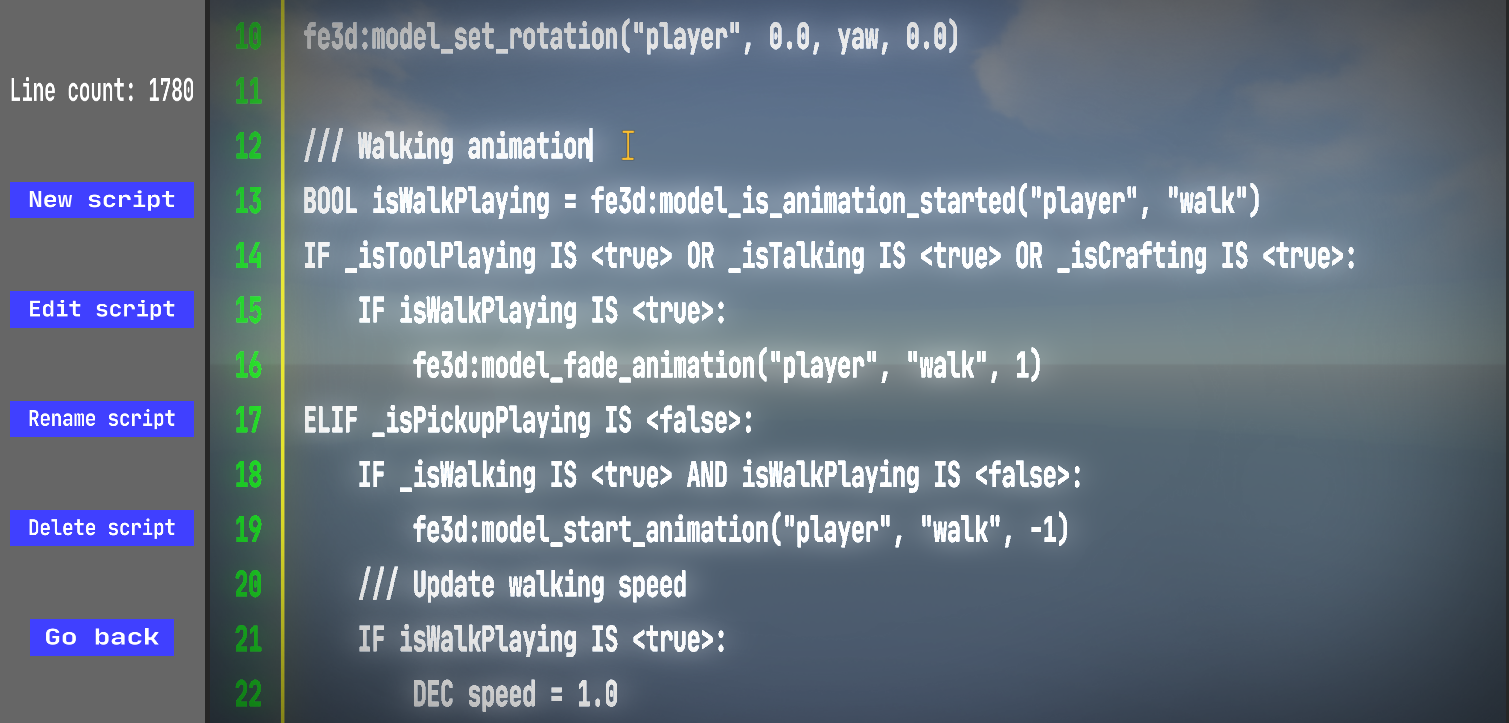 Line count: 1780
New script
Edit script
Rename script
Delete script
Go back
10 fe3d:model_set_rotation("player", 0.0, yaw, 0.0)
11
12 /// Walking animation
13 BOOL isWalkPlaying = fe3d:model_is_animation_started("player", "walk")
14 IF _isToolPlaying IS <true> OR _isTalking IS <true> OR _isCrafting IS <true>:
15     IF isWalkPlaying IS <true>:
16         fe3d:model_fade_animation("player", "walk", 1)
17 ELIF _isPickupPlaying IS <false>:
18     IF _isWalking IS <true> AND isWalkPlaying IS <false>:
19         fe3d:model_start_animation("player", "walk", -1)
20     /// Update walking speed
21     IF isWalkPlaying IS <true>:
22         DEC speed = 1.0